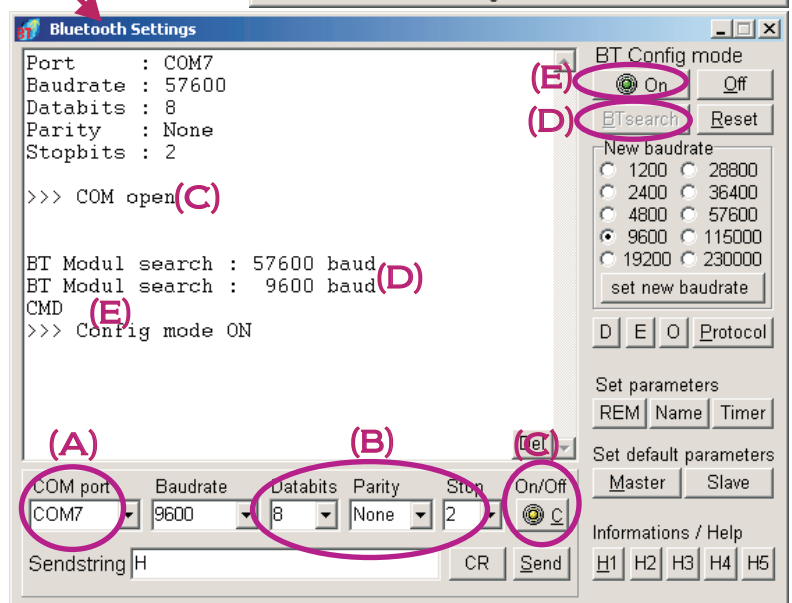 Bluetooth Settings
Port : COM7
Baudrate : 57600
Databits : 8
Parity : None
Stopbits : 2
>>> COM open (C)
BT Modul search : 57600 baud
BT Modul search : 9600 baud (D)
CMD
(E)
>>> Config mode ON
Del
BT Config mode
(E) On Off
(D) BTsearch Reset
New baudrate
1200 28800
2400 36400
4800 57600
9600 115000
19200 230000
set new baudrate
D E O Protocol
Set parameters
REM Name Timer
Set default parameters
Master Slave
Informations / Help
H1 H2 H3 H4 H5
(A) (B) (C)
COM port Baudrate Databits Parity Stop On/Off
COM7 9600 8 None 2 C
Sendstring H CR Send